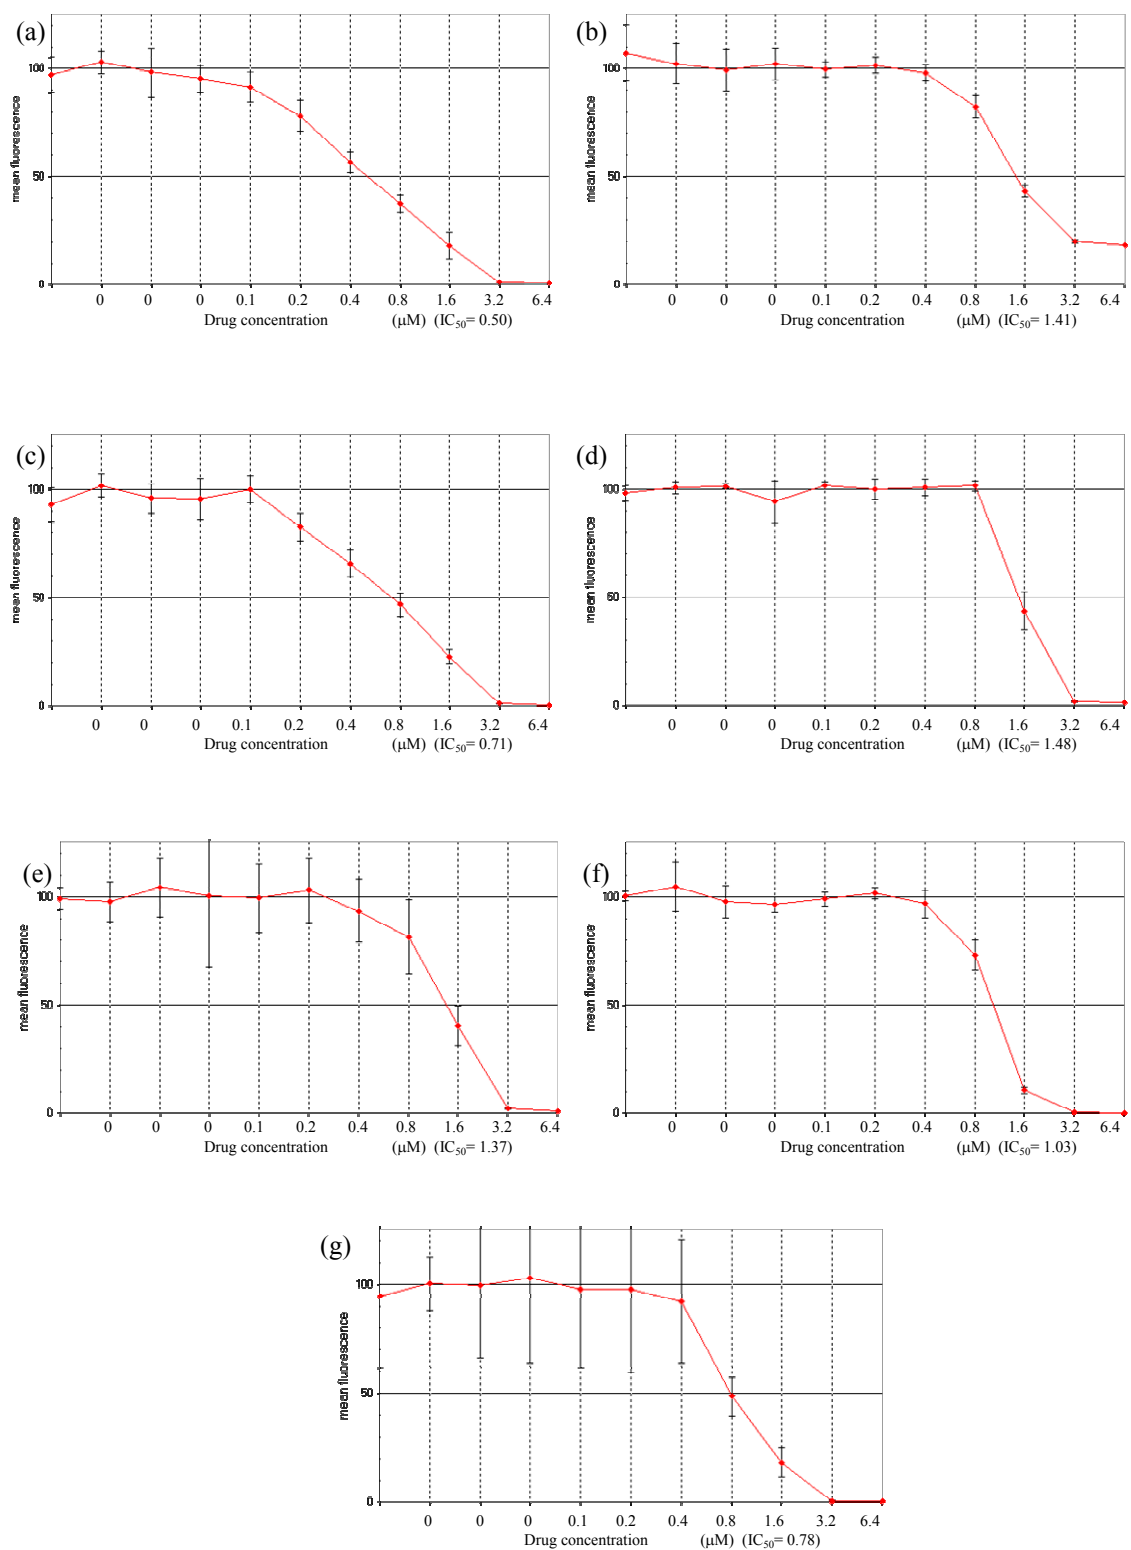 (a)
100
50
0
mean fluorescence
0 0 0 0.1 0.2 0.4 0.8 1.6 3.2 6.4
Drug concentration (μM) (IC50= 0.50)
(b)
100
50
0
mean fluorescence
0 0 0 0.1 0.2 0.4 0.8 1.6 3.2 6.4
Drug concentration (μM) (IC50= 1.41)
(c)
100
50
0
mean fluorescence
0 0 0 0.1 0.2 0.4 0.8 1.6 3.2 6.4
Drug concentration (μM) (IC50= 0.71)
(d)
100
50
0
mean fluorescence
0 0 0 0.1 0.2 0.4 0.8 1.6 3.2 6.4
Drug concentration (μM) (IC50= 1.48)
(e)
100
50
0
mean fluorescence
0 0 0 0.1 0.2 0.4 0.8 1.6 3.2 6.4
Drug concentration (μM) (IC50= 1.37)
(f)
100
50
0
mean fluorescence
0 0 0 0.1 0.2 0.4 0.8 1.6 3.2 6.4
Drug concentration (μM) (IC50= 1.03)
(g)
100
50
0
mean fluorescence
0 0 0 0.1 0.2 0.4 0.8 1.6 3.2 6.4
Drug concentration (μM) (IC50= 0.78)